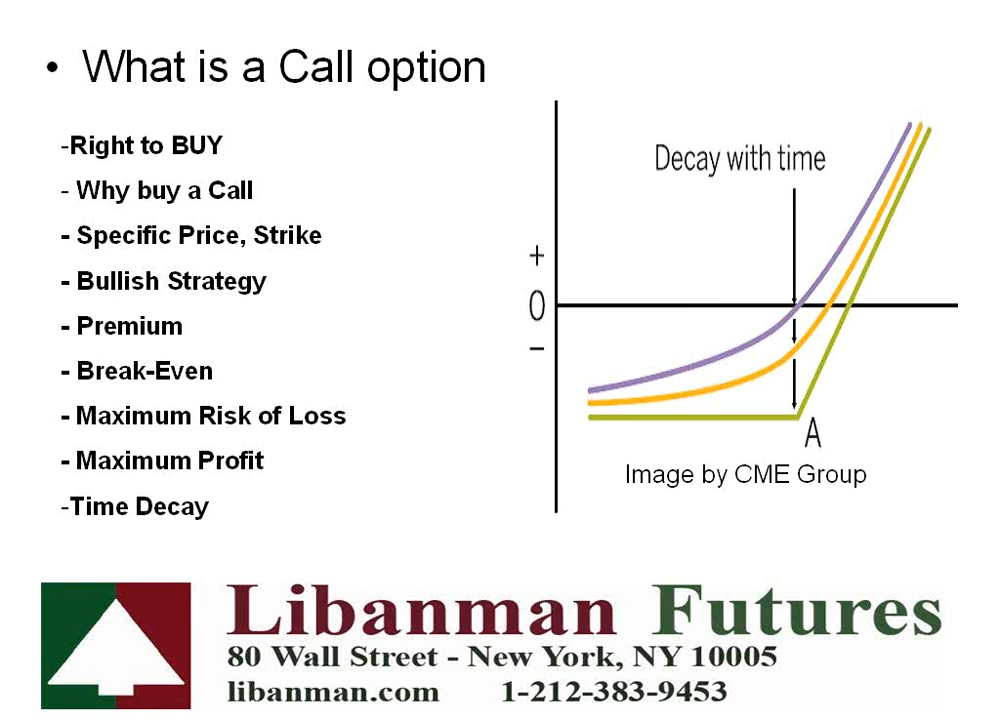 • What is a Call option
-Right to BUY
- Why buy a Call
- Specific Price, Strike
- Bullish Strategy
- Premium
- Break-Even
- Maximum Risk of Loss
- Maximum Profit
-Time Decay
Decay with time
+
0
−
A
Image by CME Group
Libanman Futures
80 Wall Street - New York, NY 10005
libanman.com 1-212-383-9453